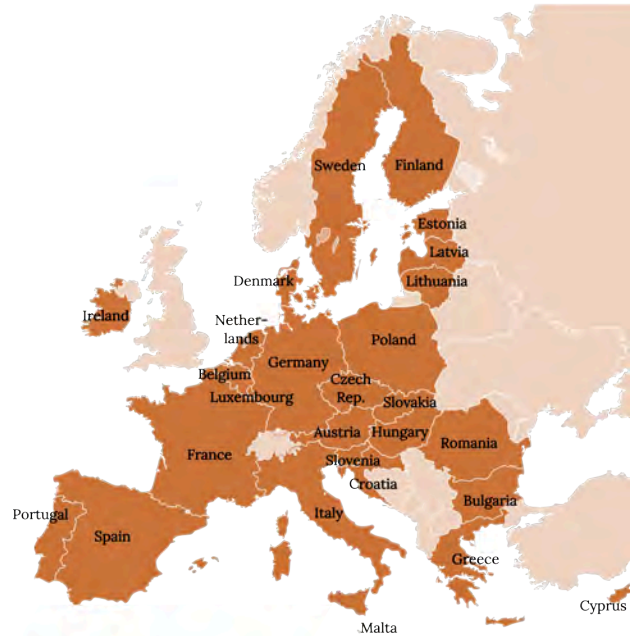 Sweden
Finland
Estonia
Latvia
Denmark
Lithuania
Ireland
Nether-
lands
Poland
Germany
Belgium
Czech
Rep.
Luxembourg
Slovakia
Austria
Hungary
Romania
France
Slovenia
Croatia
Bulgaria
Portugal
Italy
Spain
Greece
Cyprus
Malta